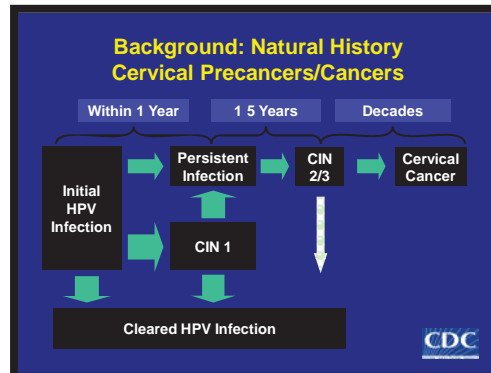 Background: Natural History
Cervical Precancers/Cancers
Within 1 Year
1 5 Years
Decades
Initial
HPV
Infection
Persistent
Infection
CIN
2/3
Cervical
Cancer
CIN 1
Cleared HPV Infection
CDC